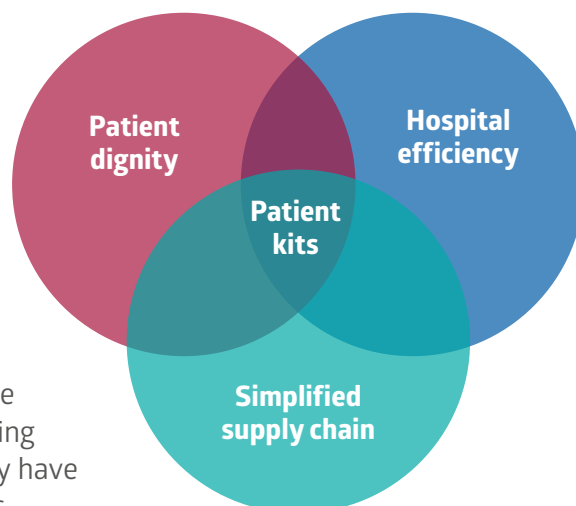 Patient
dignity
Hospital
efficiency
Patient
kits
Simplified
supply chain
ing
y have